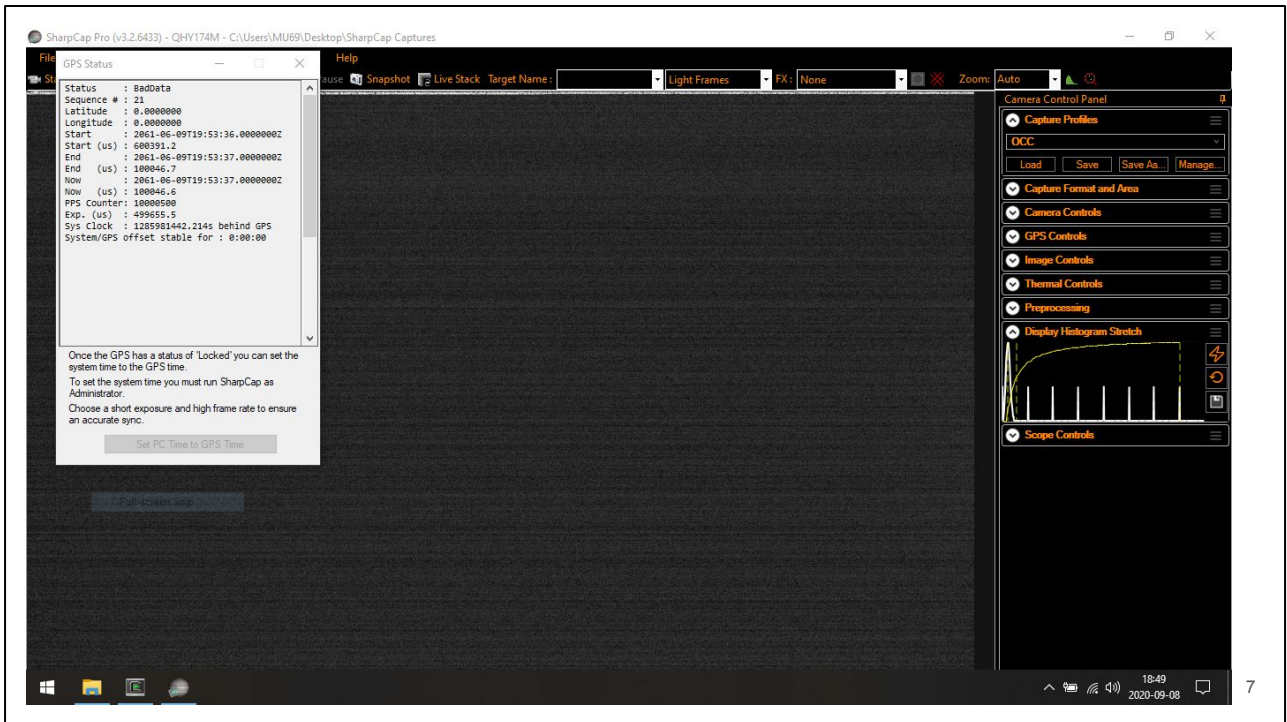 SharpCap Pro (v3.2.6433) - QHY174M - C:\Users\MU69\Desktop\SharpCap Captures
File
Help
GPS Status
Sta
ause Snapshot Live Stack Target Name : Light Frames FX : None Zoom: Auto
Status : BadData
Sequence # : 21
Latitude : 0.0000000
Longitude : 0.0000000
Start : 2061-06-09T19:53:36.0000000Z
Start (us) : 600391.2
End : 2061-06-09T19:53:37.0000000Z
End (us) : 100046.7
Now : 2061-06-09T19:53:37.0000000Z
Now (us) : 100046.6
PPS Counter: 10000500
Exp. (us) : 499655.5
Sys Clock : 1285981442.214s behind GPS
System/GPS offset stable for : 0:00:00
Once the GPS has a status of 'Locked' you can set the
system time to the GPS time.
To set the system time you must run SharpCap as
Administrator.
Choose a short exposure and high frame rate to ensure
an accurate sync.
Set PC Time to GPS Time
Full-screen Snip
Camera Control Panel
Capture Profiles
OCC
Load Save Save As... Manage...
Capture Format and Area
Camera Controls
GPS Controls
Image Controls
Thermal Controls
Preprocessing
Display Histogram Stretch
Scope Controls
18:49
2020-09-08
7